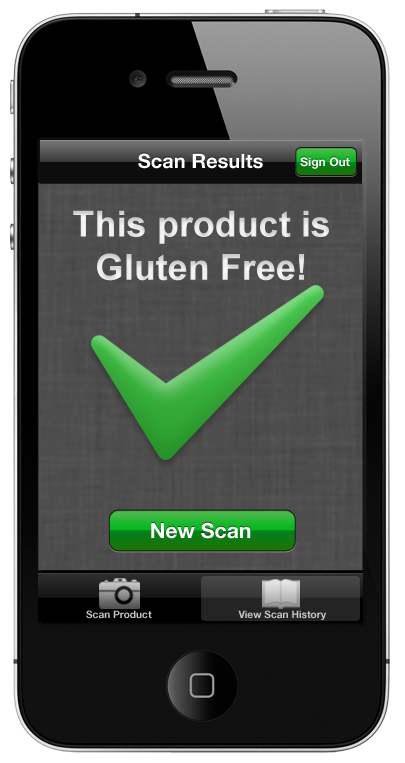 Scan Results
Sign Out
This product is
Gluten Free!
New Scan
Scan Product
View Scan History